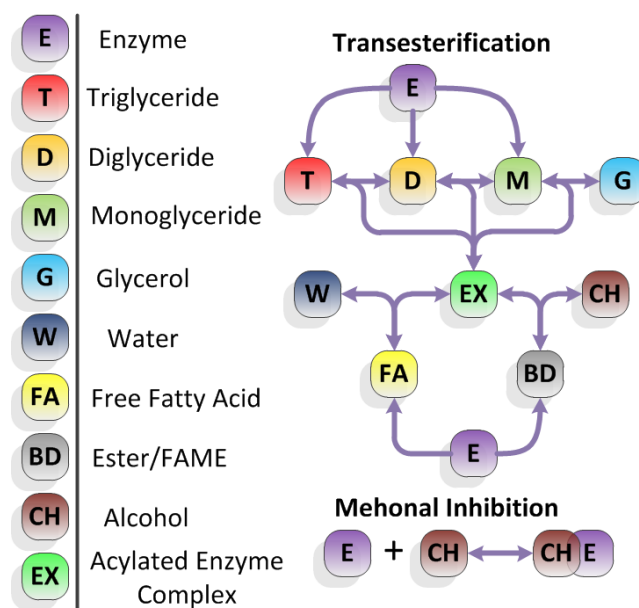 E Enzyme
T Triglyceride
D Diglyceride
M Monoglyceride
G Glycerol
W Water
FA Free Fatty Acid
BD Ester/FAME
CH Alcohol
EX Acylated Enzyme
Complex
Transesterification
E
T D M G
W EX CH
FA BD
E
Mehonal Inhibition
E + CH CH E